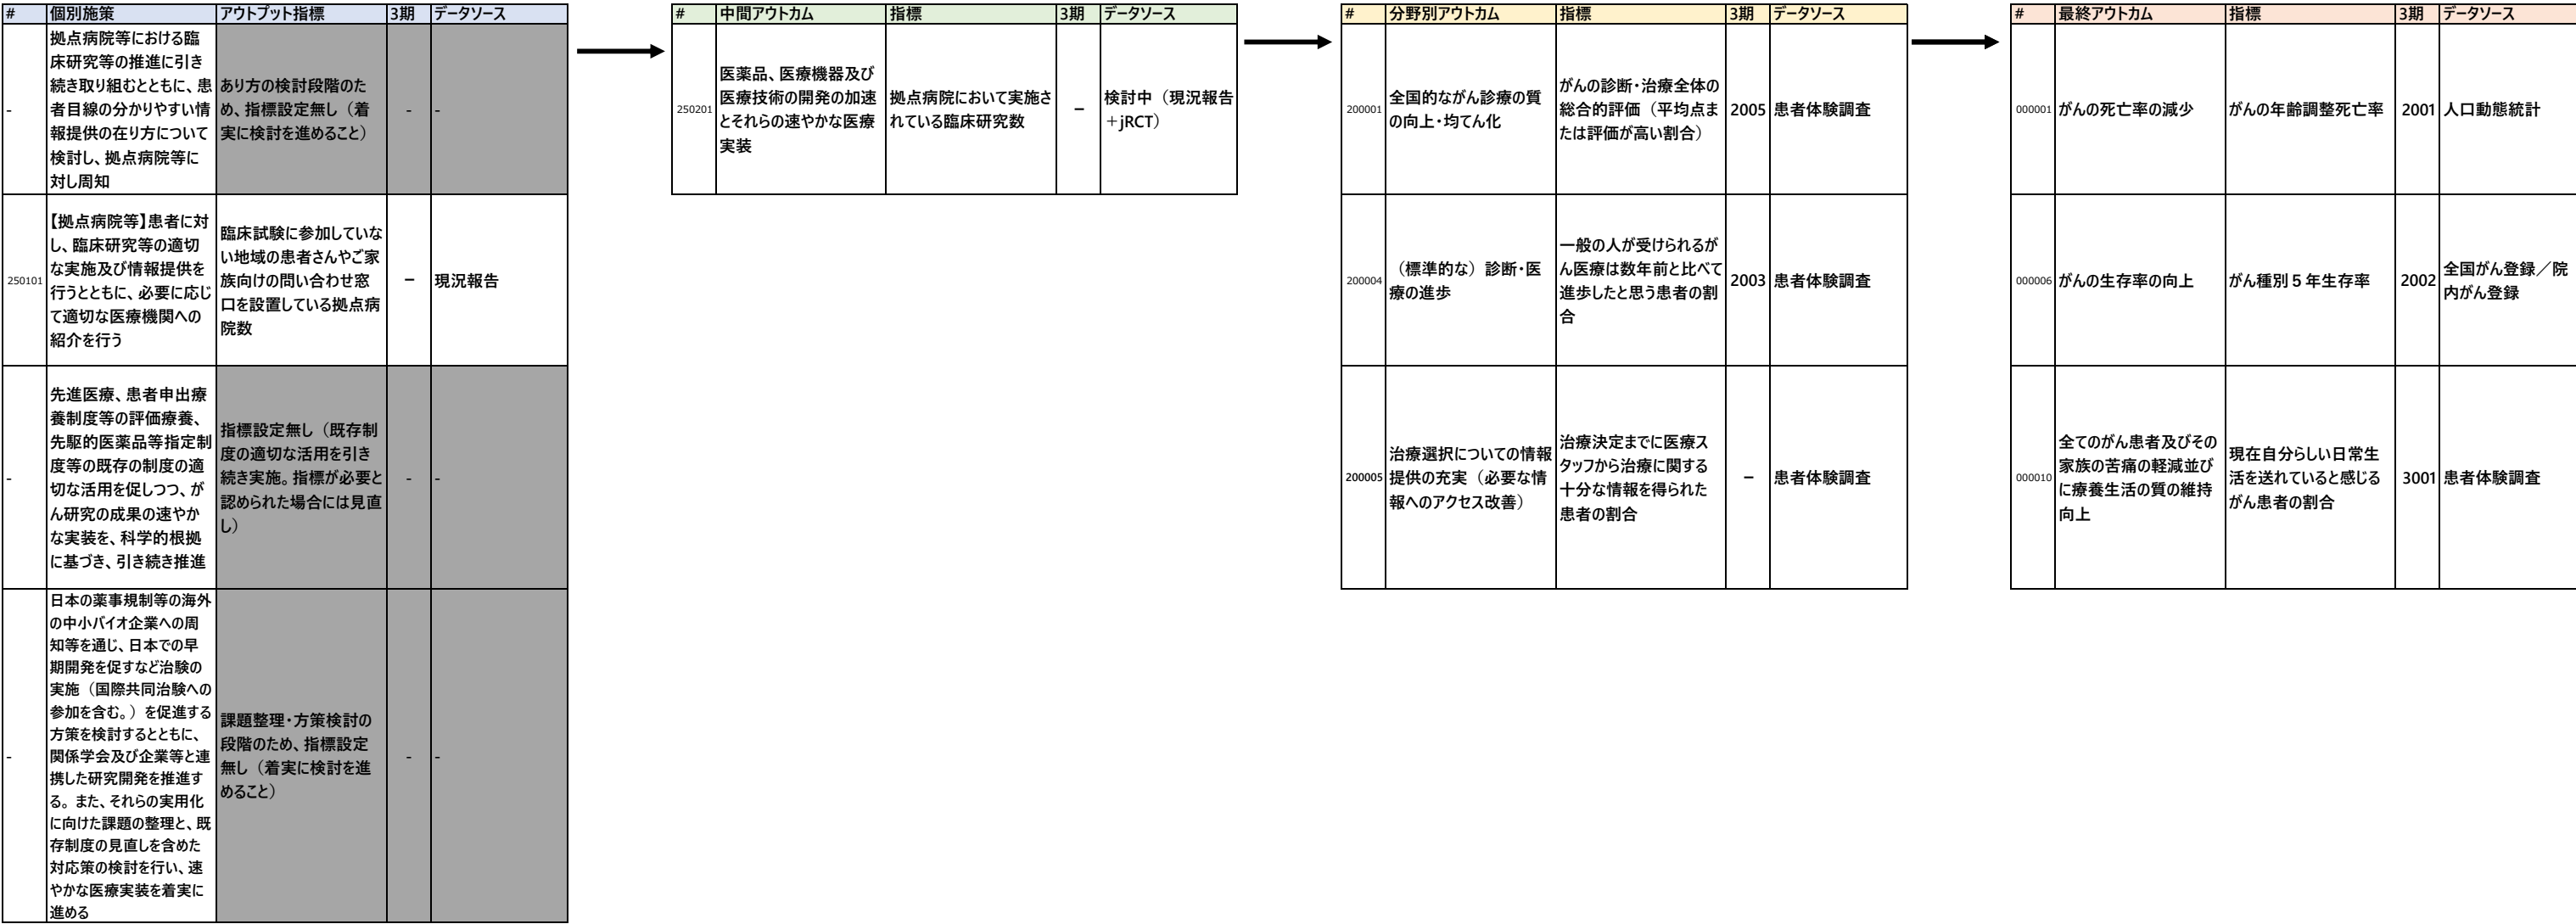 # 個別施策 アウトプット指標 3期 データソース
-
拠点病院等における臨
床研究等の推進に引き
続き取り組むとともに、患
者目線の分かりやすい情
報提供の在り方について
検討し、拠点病院等に
対し周知
あり方の検討段階のた
め、指標設定無し（着
実に検討を進めること）
-
-
250101
【拠点病院等】患者に対
し、臨床研究等の適切
な実施及び情報提供を
行うとともに、必要に応じ
て適切な医療機関への
紹介を行う
臨床試験に参加していな
い地域の患者さんやご家
族向けの問い合わせ窓
口を設置している拠点病
院数
－
現況報告
-
先進医療、患者申出療
養制度等の評価療養、
先駆的医薬品等指定制
度等の既存の制度の適
切な活用を促しつつ、が
ん研究の成果の速やか
な実装を、科学的根拠
に基づき、引き続き推進
指標設定無し（既存制
度の適切な活用を引き
続き実施。指標が必要と
認められた場合には見直
し）
-
-
-
日本の薬事規制等の海外
の中小バイオ企業への周
知等を通じ、日本での早
期開発を促すなど治験の
実施（国際共同治験への
参加を含む。）を促進する
方策を検討するとともに、
関係学会及び企業等と連
携した研究開発を推進す
る。また、それらの実用化
に向けた課題の整理と、既
存制度の見直しを含めた
対応策の検討を行い、速
やかな医療実装を着実に
進める
課題整理・方策検討の
段階のため、指標設定
無し（着実に検討を進
めること）
-
-
# 中間アウトカム 指標 3期 データソース
250201
医薬品、医療機器及び
医療技術の開発の加速
とそれらの速やかな医療
実装
拠点病院において実施さ
れている臨床研究数
－
検討中（現況報告
＋jRCT）
# 分野別アウトカム 指標 3期 データソース
200001
全国的ながん診療の質
の向上・均てん化
がんの診断・治療全体の
総合的評価（平均点ま
たは評価が高い割合）
2005
患者体験調査
200004
（標準的な）診断・医
療の進歩
一般の人が受けられるが
ん医療は数年前と比べて
進歩したと思う患者の割
合
2003
患者体験調査
200005
治療選択についての情報
提供の充実（必要な情
報へのアクセス改善）
治療決定までに医療ス
タッフから治療に関する
十分な情報を得られた
患者の割合
－
患者体験調査
# 最終アウトカム 指標 3期 データソース
000001
がんの死亡率の減少
がんの年齢調整死亡率
2001
人口動態統計
000006
がんの生存率の向上
がん種別５年生存率
2002
全国がん登録／院
内がん登録
000010
全てのがん患者及びその
家族の苦痛の軽減並び
に療養生活の質の維持
向上
現在自分らしい日常生
活を送れていると感じる
がん患者の割合
3001
患者体験調査